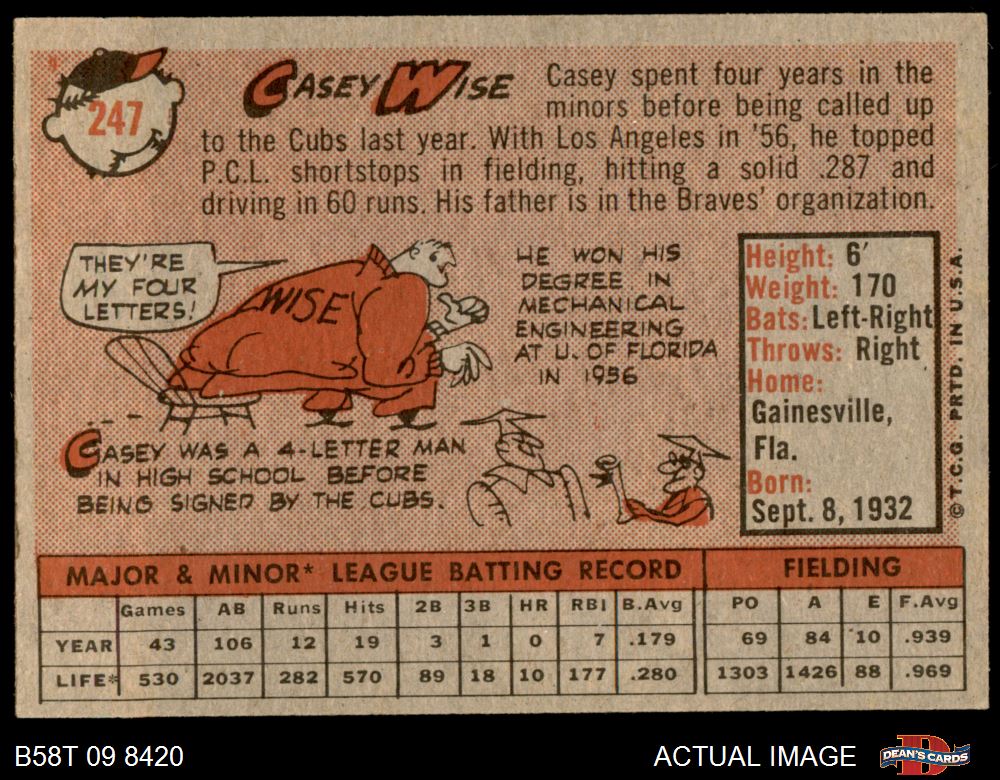 247
CASEY WISE
Casey spent four years in the
minors before being called up
to the Cubs last year. With Los Angeles in '56, he topped
P.C.L. shortstops in fielding, hitting a solid .287 and
driving in 60 runs. His father is in the Braves' organization.
THEY'RE
MY FOUR
LETTERS!
WISE
HE WON HIS
DEGREE IN
MECHANICAL
ENGINEERING
AT U. OF FLORIDA
IN 1956
CASEY WAS A 4-LETTER MAN
IN HIGH SCHOOL BEFORE
BEING SIGNED BY THE CUBS.
Height: 6'
Weight: 170
Bats: Left-Right
Throws: Right
Home:
Gainesville,
Fla.
Born:
Sept. 8, 1932
©T.C.G. PRTD. IN U.S.A.
MAJOR & MINOR* LEAGUE BATTING RECORD FIELDING
Games AB Runs Hits 2B 3B HR RBI B.Avg PO A E F.Avg
YEAR 43 106 12 19 3 1 0 7 .179 69 84 10 .939
LIFE* 530 2037 282 570 89 18 10 177 .280 1303 1426 88 .969
B58T 09 8420
ACTUAL IMAGE
DEAN'S CARDS